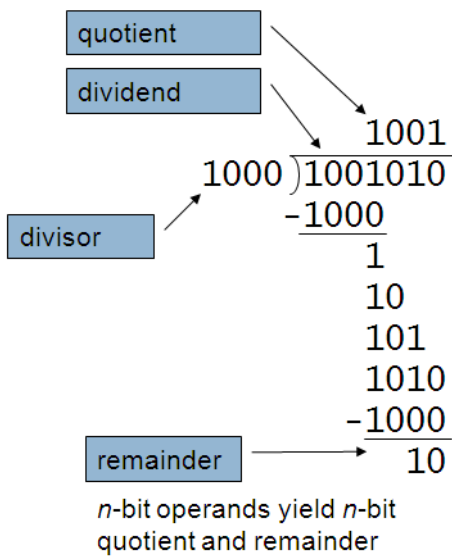 quotient
dividend
1001
1000 )1001010
divisor
-1000
1
10
101
1010
-1000
remainder
10
n-bit operands yield n-bit
quotient and remainder